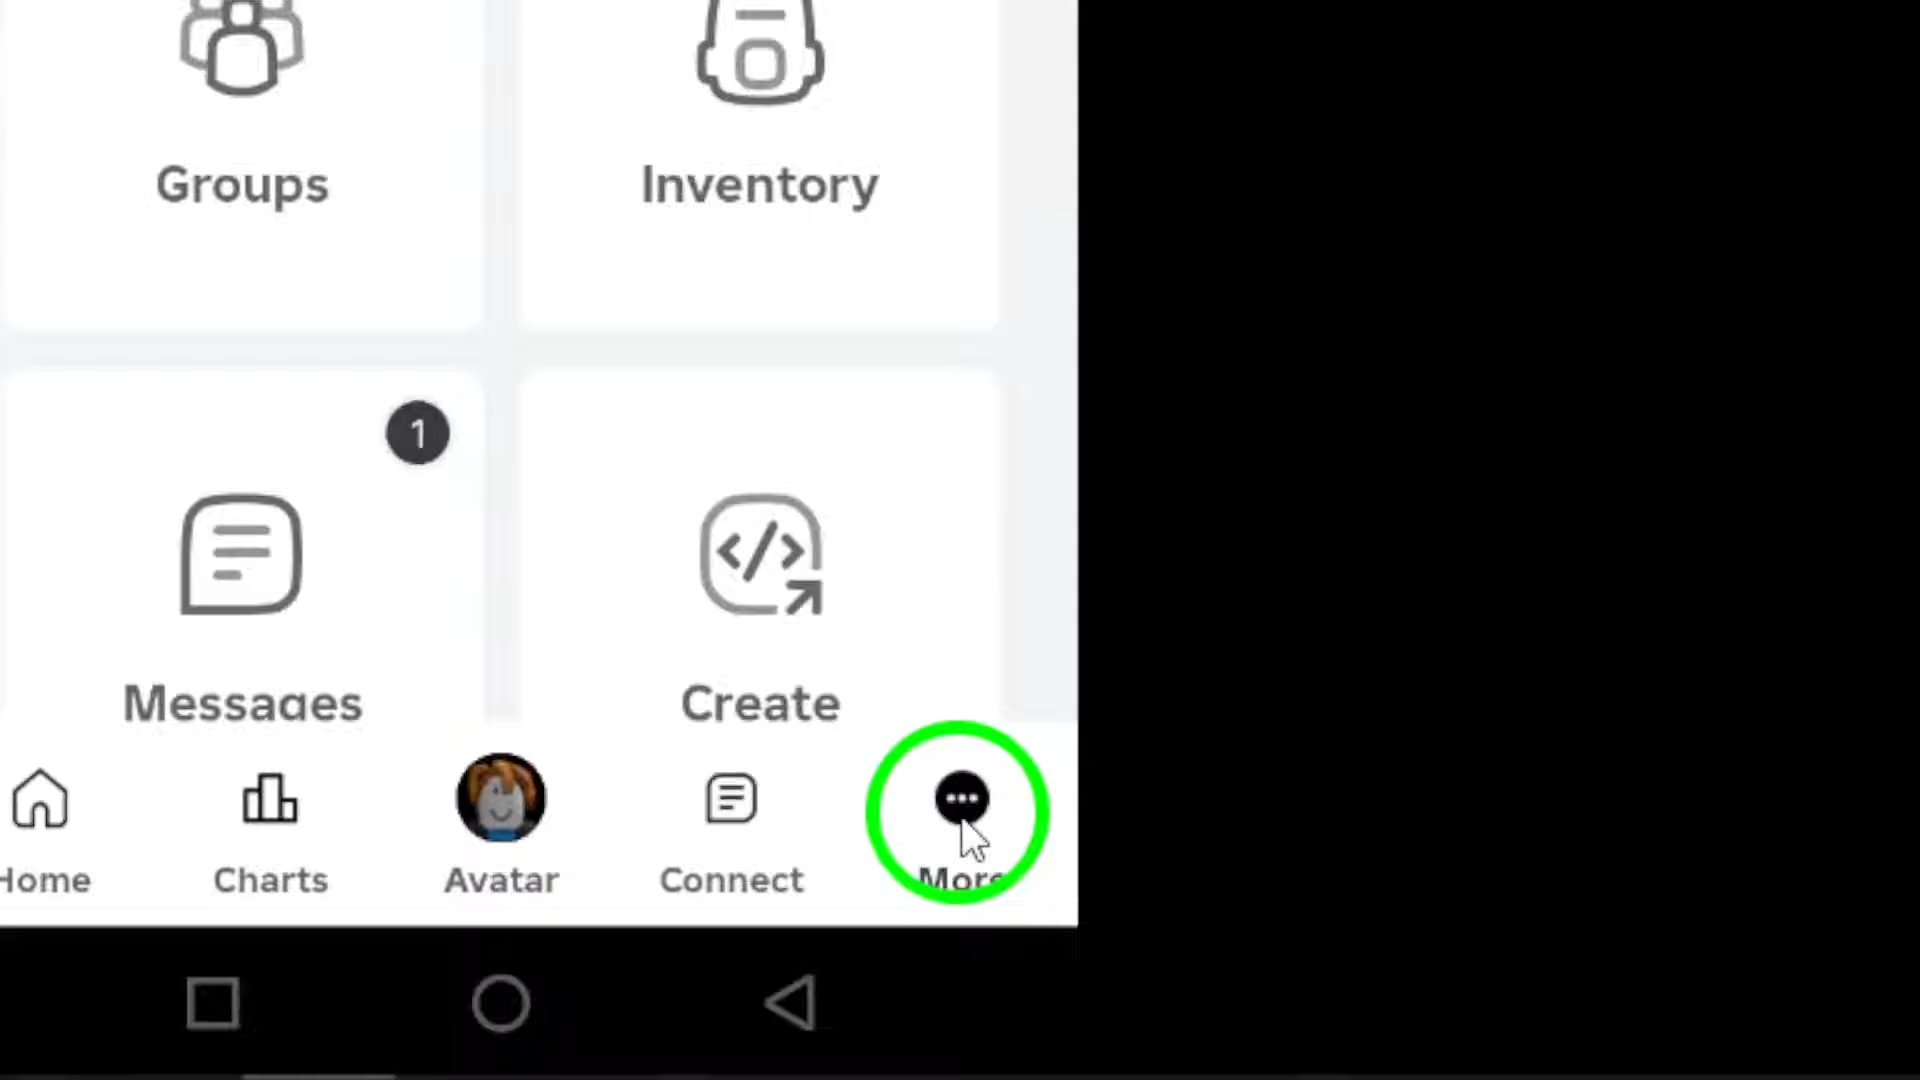 Groups
Inventory
1
Messages
Create
Home
Charts
Avatar
Connect
More